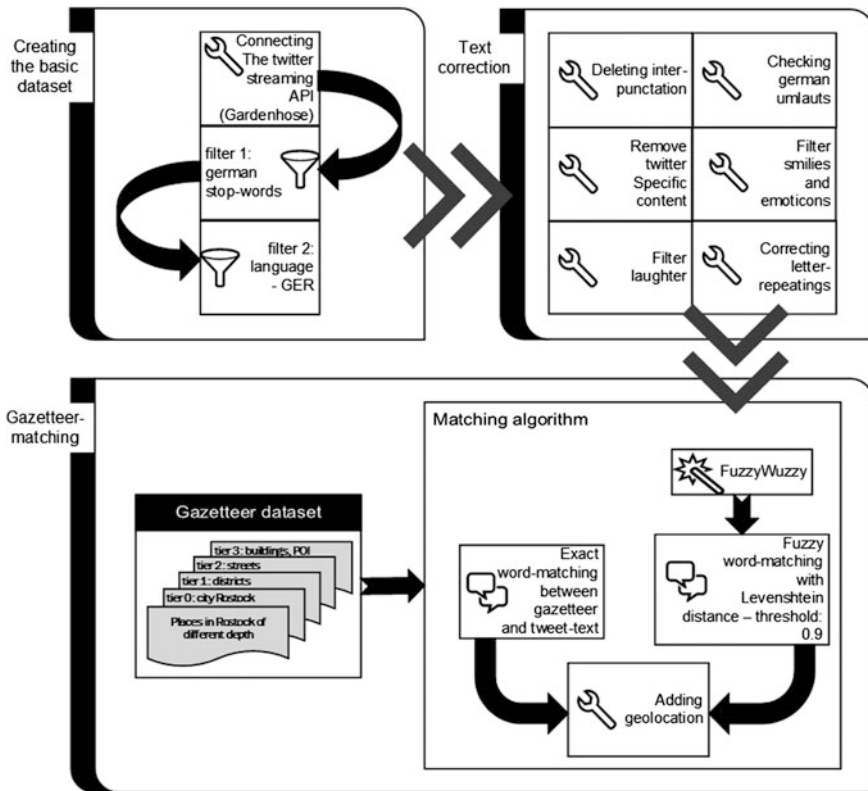 Creating
the basic
dataset
Connecting
The twitter
streaming
API
(Gardenhose)
filter 1:
german
stop-words
filter 2:
language
- GER
Text
correction
Deleting inter-
punctation
Checking
german
umlauts
Remove
twitter
Specific
content
Filter
smilies
and
emoticons
Filter
laughter
Correcting
letter-
repeatings
Gazetteer-
matching
Gazetteer dataset
tier 3: buildings, POI
tier 2: streets
tier 1: districts
tier 0: city Rostock
Places in Rostock of
different depth
Matching algorithm
FuzzyWuzzy
Exact
word-matching
between
gazetteer
and tweet-text
Fuzzy
word-matching
with
Levenshtein
distance – threshold:
0.9
Adding
geolocation